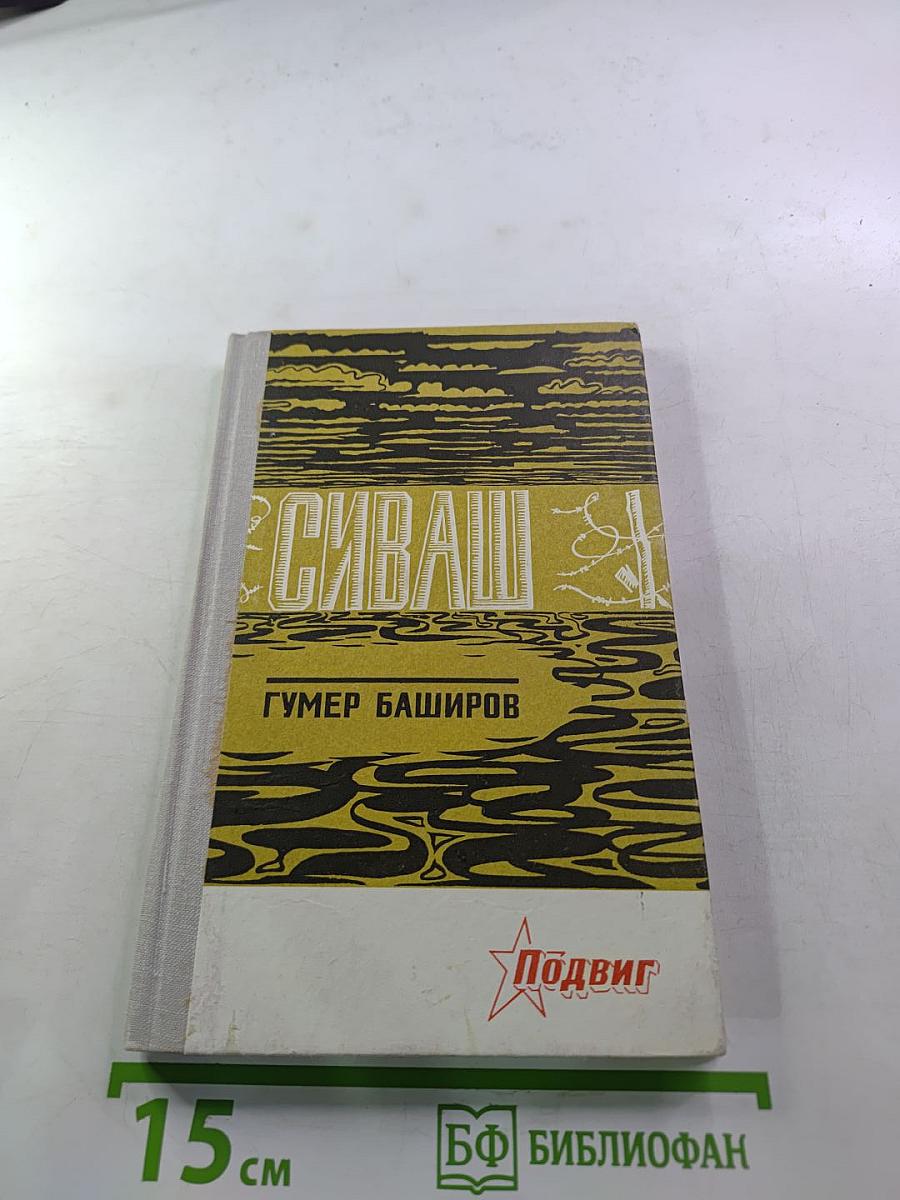 СИВАШ
ГУМЕР БАШИРОВ
Подвиг
15 см
БФ БИБЛИОФАН